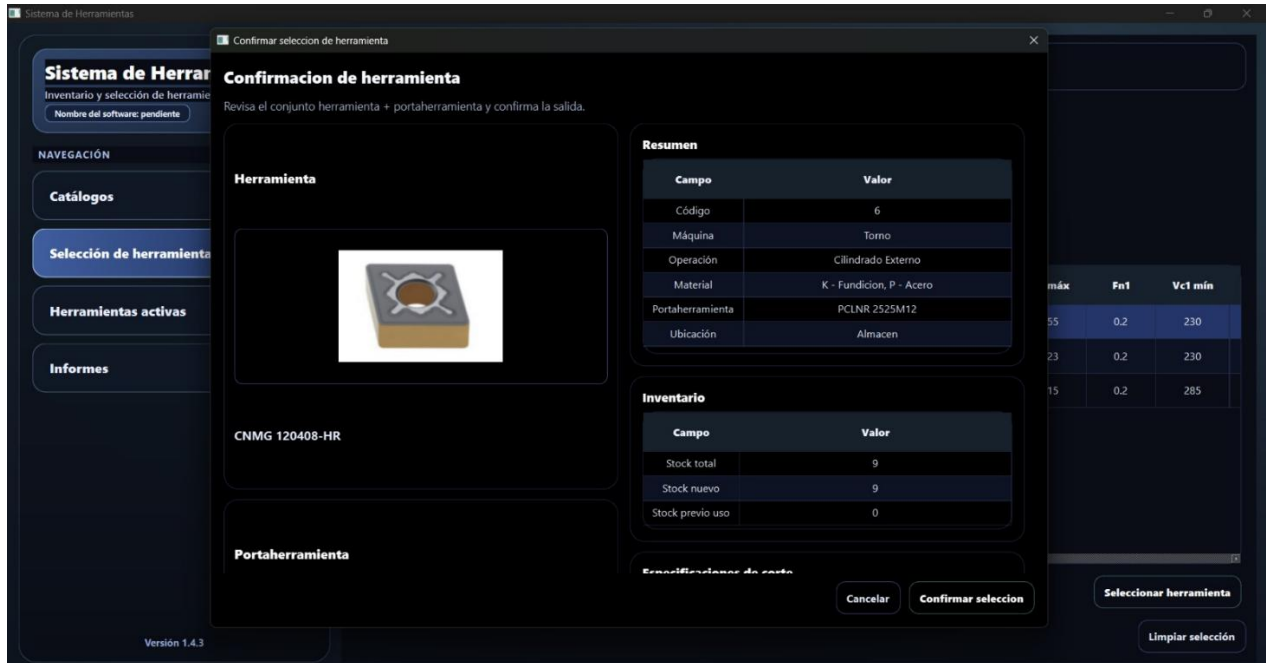 Sistema de Herramientas
Confirmar seleccion de herramienta
Sistema de Herrar
Inventario y selección de herramie
Nombre del software: pendiente
NAVEGACIÓN
Catálogos
Selección de herramienta
Herramientas activas
Informes
Versión 1.4.3
Confirmacion de herramienta
Revisa el conjunto herramienta + portaherramienta y confirma la salida.
Herramienta
CNMG 120408-HR
Portaherramienta
Resumen
Campo Valor
Código 6
Máquina Torno
Operación Cilindrado Externo
Material K - Fundicion, P - Acero
Portaherramienta PCLNR 2525M12
Ubicación Almacen
Inventario
Campo Valor
Stock total 9
Stock nuevo 9
Stock previo uso 0
Especificaciones de corte
Cancelar Confirmar seleccion
máx Fn1 Vc1 mín
55 0.2 230
23 0.2 230
15 0.2 285
Seleccionar herramienta
Limpiar selección